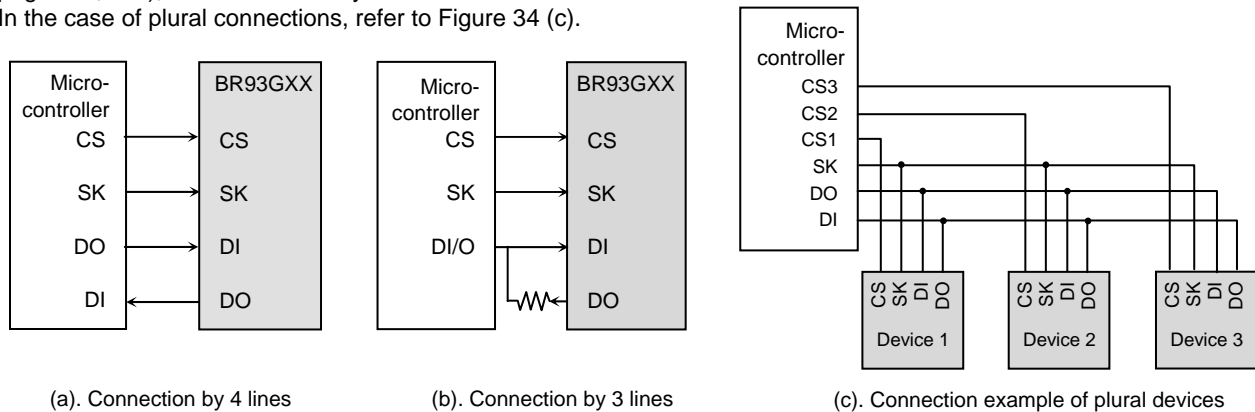 In the case of plural connections, refer to Figure 34 (c).
Micro-
controller
CS
SK
DO
DI
BR93GXX
CS
SK
DI
DO
(a). Connection by 4 lines
Micro-
controller
CS
SK
DI/O
BR93GXX
CS
SK
DI
DO
(b). Connection by 3 lines
Micro-
controller
CS3
CS2
CS1
SK
DO
DI
CS
SK
DI
DO
Device 1
CS
SK
DI
DO
Device 2
CS
SK
DI
DO
Device 3
(c). Connection example of plural devices